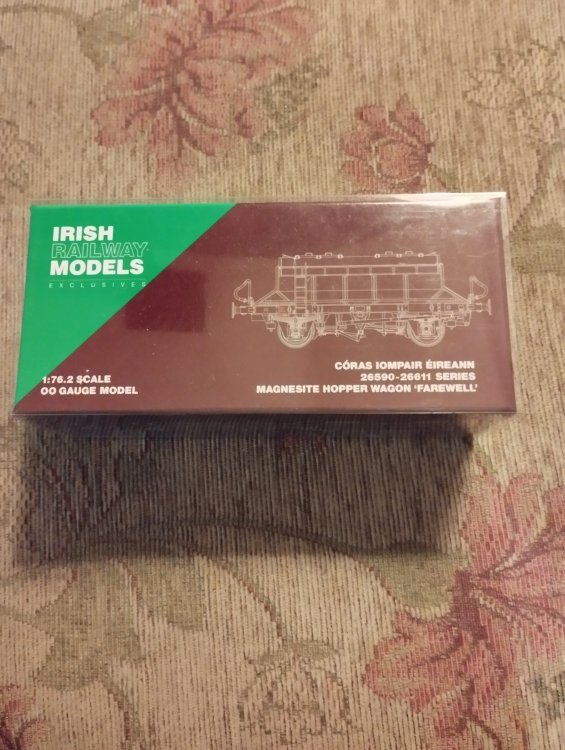 IRISH
RAILWAY
MODELS
EXCLUSIVES
1:76.2 SCALE
OO GAUGE MODEL
CÓRAS IOMPAIR ÉIREANN
26590-26611 SERIES
MAGNESITE HOPPER WAGON ‘FAREWELL’